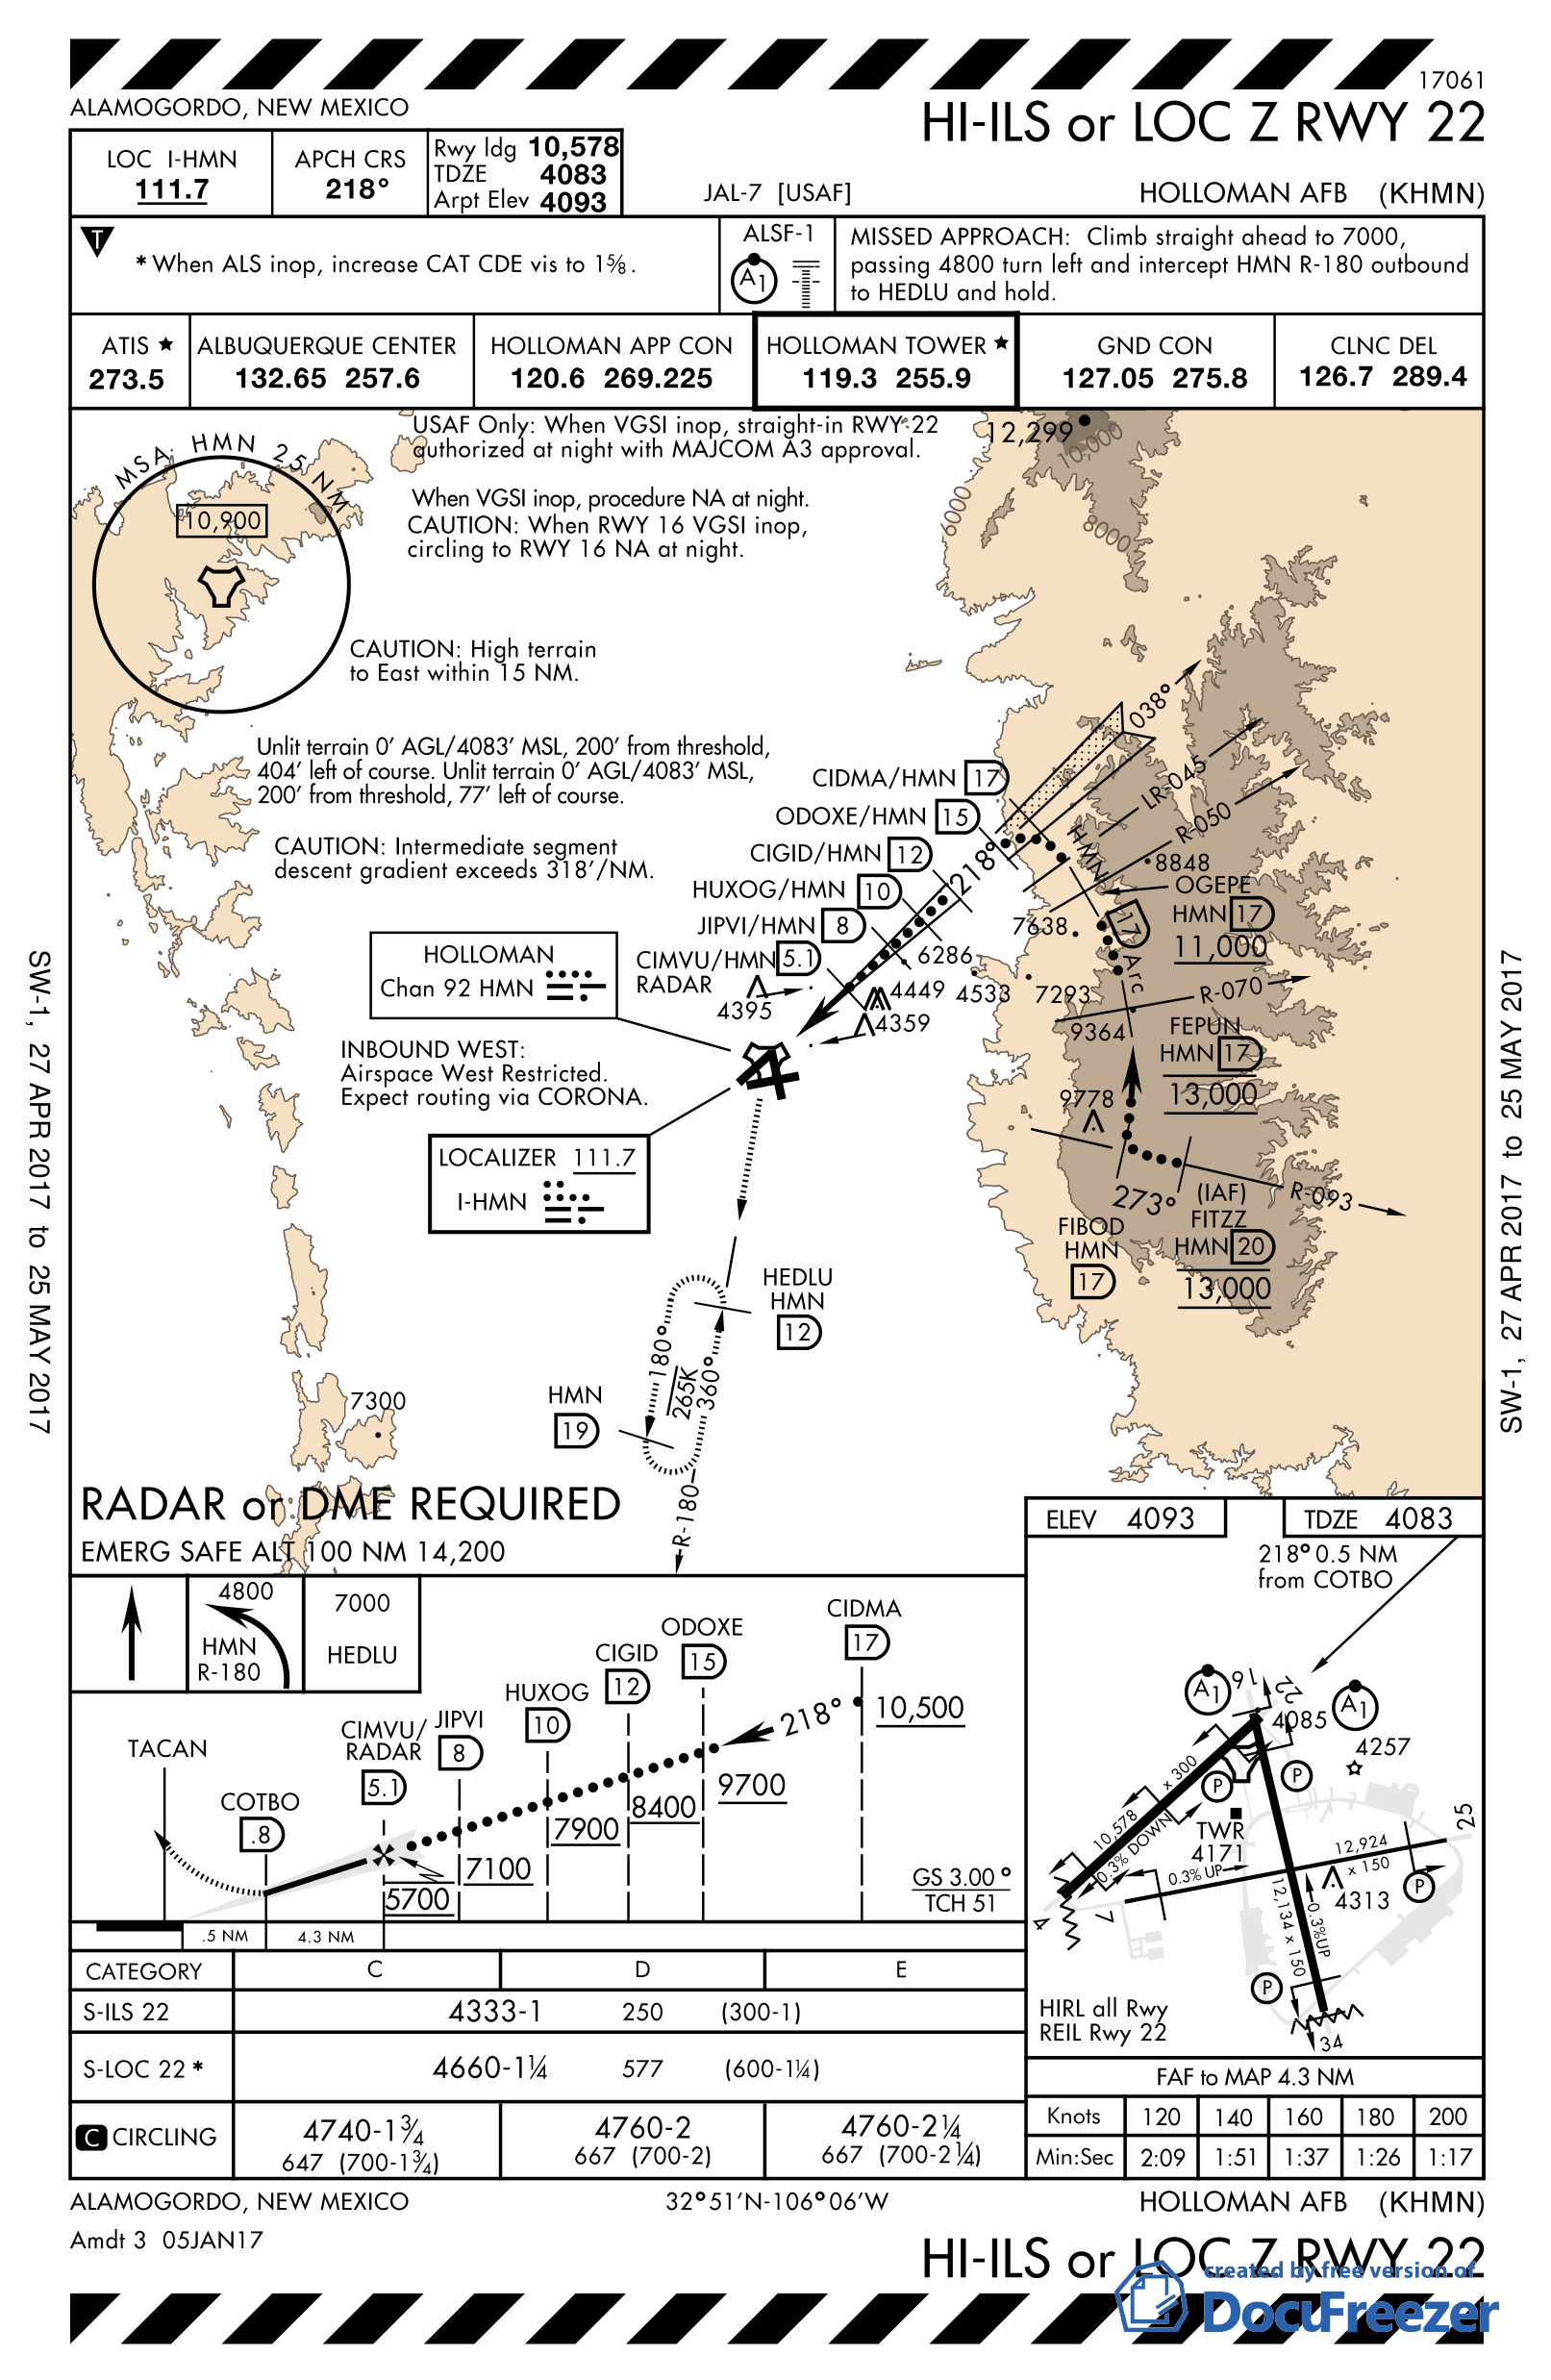 17061
ALAMOGORDO, NEW MEXICO
HI-ILS or LOC Z RWY 22
LOC I-HMN
111.7
APCH CRS
218°
Rwy ldg 10,578
TDZE 4083
Arpt Elev 4093
JAL-7 [USAF]
HOLLOMAN AFB (KHMN)
T
* When ALS inop, increase CAT CDE vis to 1⅝.
ALSF-1
A1
MISSED APPROACH: Climb straight ahead to 7000,
passing 4800 turn left and intercept HMN R-180 outbound
to HEDLU and hold.
ATIS ★
273.5
ALBUQUERQUE CENTER
132.65 257.6
HOLLOMAN APP CON
120.6 269.225
HOLLOMAN TOWER ★
119.3 255.9
GND CON
127.05 275.8
CLNC DEL
126.7 289.4
USAF Only: When VGSI inop, straight-in RWY 22
authorized at night with MAJCOM A3 approval.
When VGSI inop, procedure NA at night.
CAUTION: When RWY 16 VGSI inop,
circling to RWY 16 NA at night.
MSA HMN 25 NM
10,900
12,299
10,000
6000
8000
CAUTION: High terrain
to East within 15 NM.
Unlit terrain 0' AGL/4083' MSL, 200' from threshold,
404' left of course. Unlit terrain 0' AGL/4083' MSL,
200' from threshold, 77' left of course.
CAUTION: Intermediate segment
descent gradient exceeds 318'/NM.
038°
LR-045
R-050
CIDMA/HMN 17
ODOXE/HMN 15
CIGID/HMN 12
218°
HUXOG/HMN 10
JIPVI/HMN 8
CIMVU/HMN 5.1
RADAR
HMN 17 Arc
8848
OGEPE
HMN 17
11,000
7638
6286
4395
4449
4533
7293
4359
R-070
9364
FEPUN
HMN 17
13,000
9778
273°
R-093
(IAF)
FITZZ
HMN 20
13,000
FIBOD
HMN
17
HOLLOMAN
Chan 92 HMN
INBOUND WEST:
Airspace West Restricted.
Expect routing via CORONA.
LOCALIZER 111.7
I-HMN
HEDLU
HMN
12
180°
265K
360°
HMN
19
R-180
7300
RADAR or DME REQUIRED
EMERG SAFE ALT 100 NM 14,200
SW-1, 27 APR 2017 to 25 MAY 2017
SW-1, 27 APR 2017 to 25 MAY 2017
4800
HMN
R-180
7000
HEDLU
TACAN
COTBO
.8
CIMVU/
RADAR
5.1
JIPVI
8
HUXOG
10
CIGID
12
ODOXE
15
CIDMA
17
218°
10,500
9700
8400
7900
7100
5700
GS 3.00°
TCH 51
.5 NM
4.3 NM
ELEV 4093
TDZE 4083
218° 0.5 NM
from COTBO
A1
16
22
A1
4085
4257
P
P
10,578 x 300
0.3% DOWN
TWR
4171
25
12,924 x 150
0.3% UP
P
4313
4
7
12,134 x 150
0.3%UP
P
34
HIRL all Rwy
REIL Rwy 22
CATEGORY C D E
S-ILS 22 4333-1 250 (300-1)
S-LOC 22 * 4660-1¼ 577 (600-1¼)
C CIRCLING
4740-1¾
647 (700-1¾)
4760-2
667 (700-2)
4760-2¼
667 (700-2¼)
FAF to MAP 4.3 NM
Knots 120 140 160 180 200
Min:Sec 2:09 1:51 1:37 1:26 1:17
ALAMOGORDO, NEW MEXICO
32°51'N-106°06'W
HOLLOMAN AFB (KHMN)
Amdt 3 05JAN17
HI-ILS or LOC Z RWY 22
created by free version of
DocuFreezer